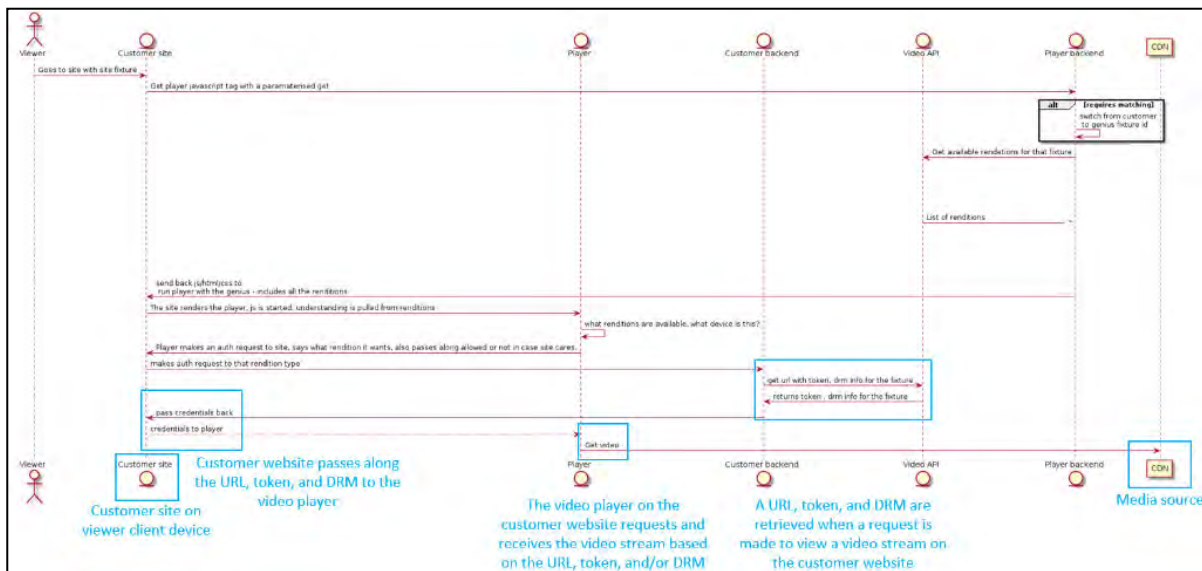 Viewer
Customer site
Player
Customer backend
Video API
Player backend
CDN
Goes to site with site fixture
Get player javascript tag with a paramaterised get
alt
[requires matching]
switch from customer
to genius fixture id
Get available renditions for that fixture
List of renditions
send back js/html/css to
run player with the genius - includes all the renditions
The site renders the player, js is started, understanding is pulled from renditions
what renditions are available, what device is this?
Player makes an auth request to site, says what rendition it wants, also passes along allowed or not in case site cares.
makes auth request to that rendition type
get url with token, drm info for the fixture
returns token , drm info for the fixture
pass credentials back
credentials to player
Get video
Viewer
Customer site
Player
Customer backend
Video API
Player backend
CDN
Customer site on
viewer client device
Customer website passes along
the URL, token, and DRM to the
video player
The video player on the
customer website requests and
receives the video stream based
on the URL, token, and/or DRM
A URL, token, and DRM are
retrieved when a request is
made to view a video stream on
the customer website
Media source